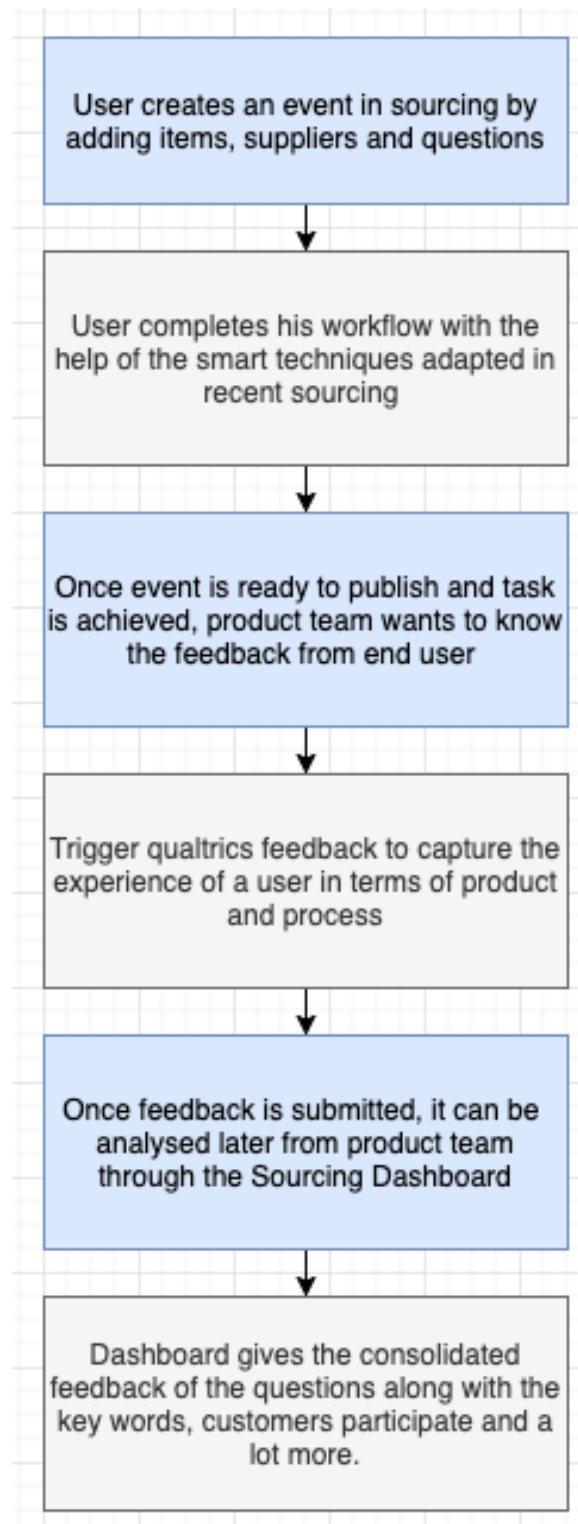 User creates an event in sourcing by
adding items, suppliers and questions
User completes his workflow with the
help of the smart techniques adapted in
recent sourcing
Once event is ready to publish and task
is achieved, product team wants to know
the feedback from end user
Trigger qualtrics feedback to capture the
experience of a user in terms of product
and process
Once feedback is submitted, it can be
analysed later from product team
through the Sourcing Dashboard
Dashboard gives the consolidated
feedback of the questions along with the
key words, customers participate and a
lot more.